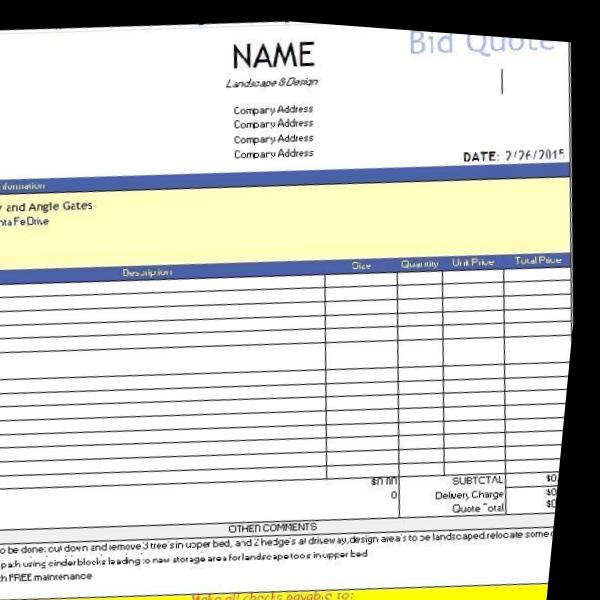 Bid Quote
NAME
Landscape & Design
Company Address
Company Address
Company Address
Company Address
DATE: 2/26/2015
and Angle Gates
Fe Drive
Description Size Quantity Unit Price Total Price
$0.00 SUBTOTAL $0.
0 Delivery Charge $0
Quote Total $0
OTHER COMMENTS
o be done: cut down and remove 3 tree's in upper bed, and 2 hedge's at driveway, design area's to be landscaped. relocate some
path using cinderblocks leading to new storage area for landscape tools in upper bed
FREE maintenance
Make all checks payable to: